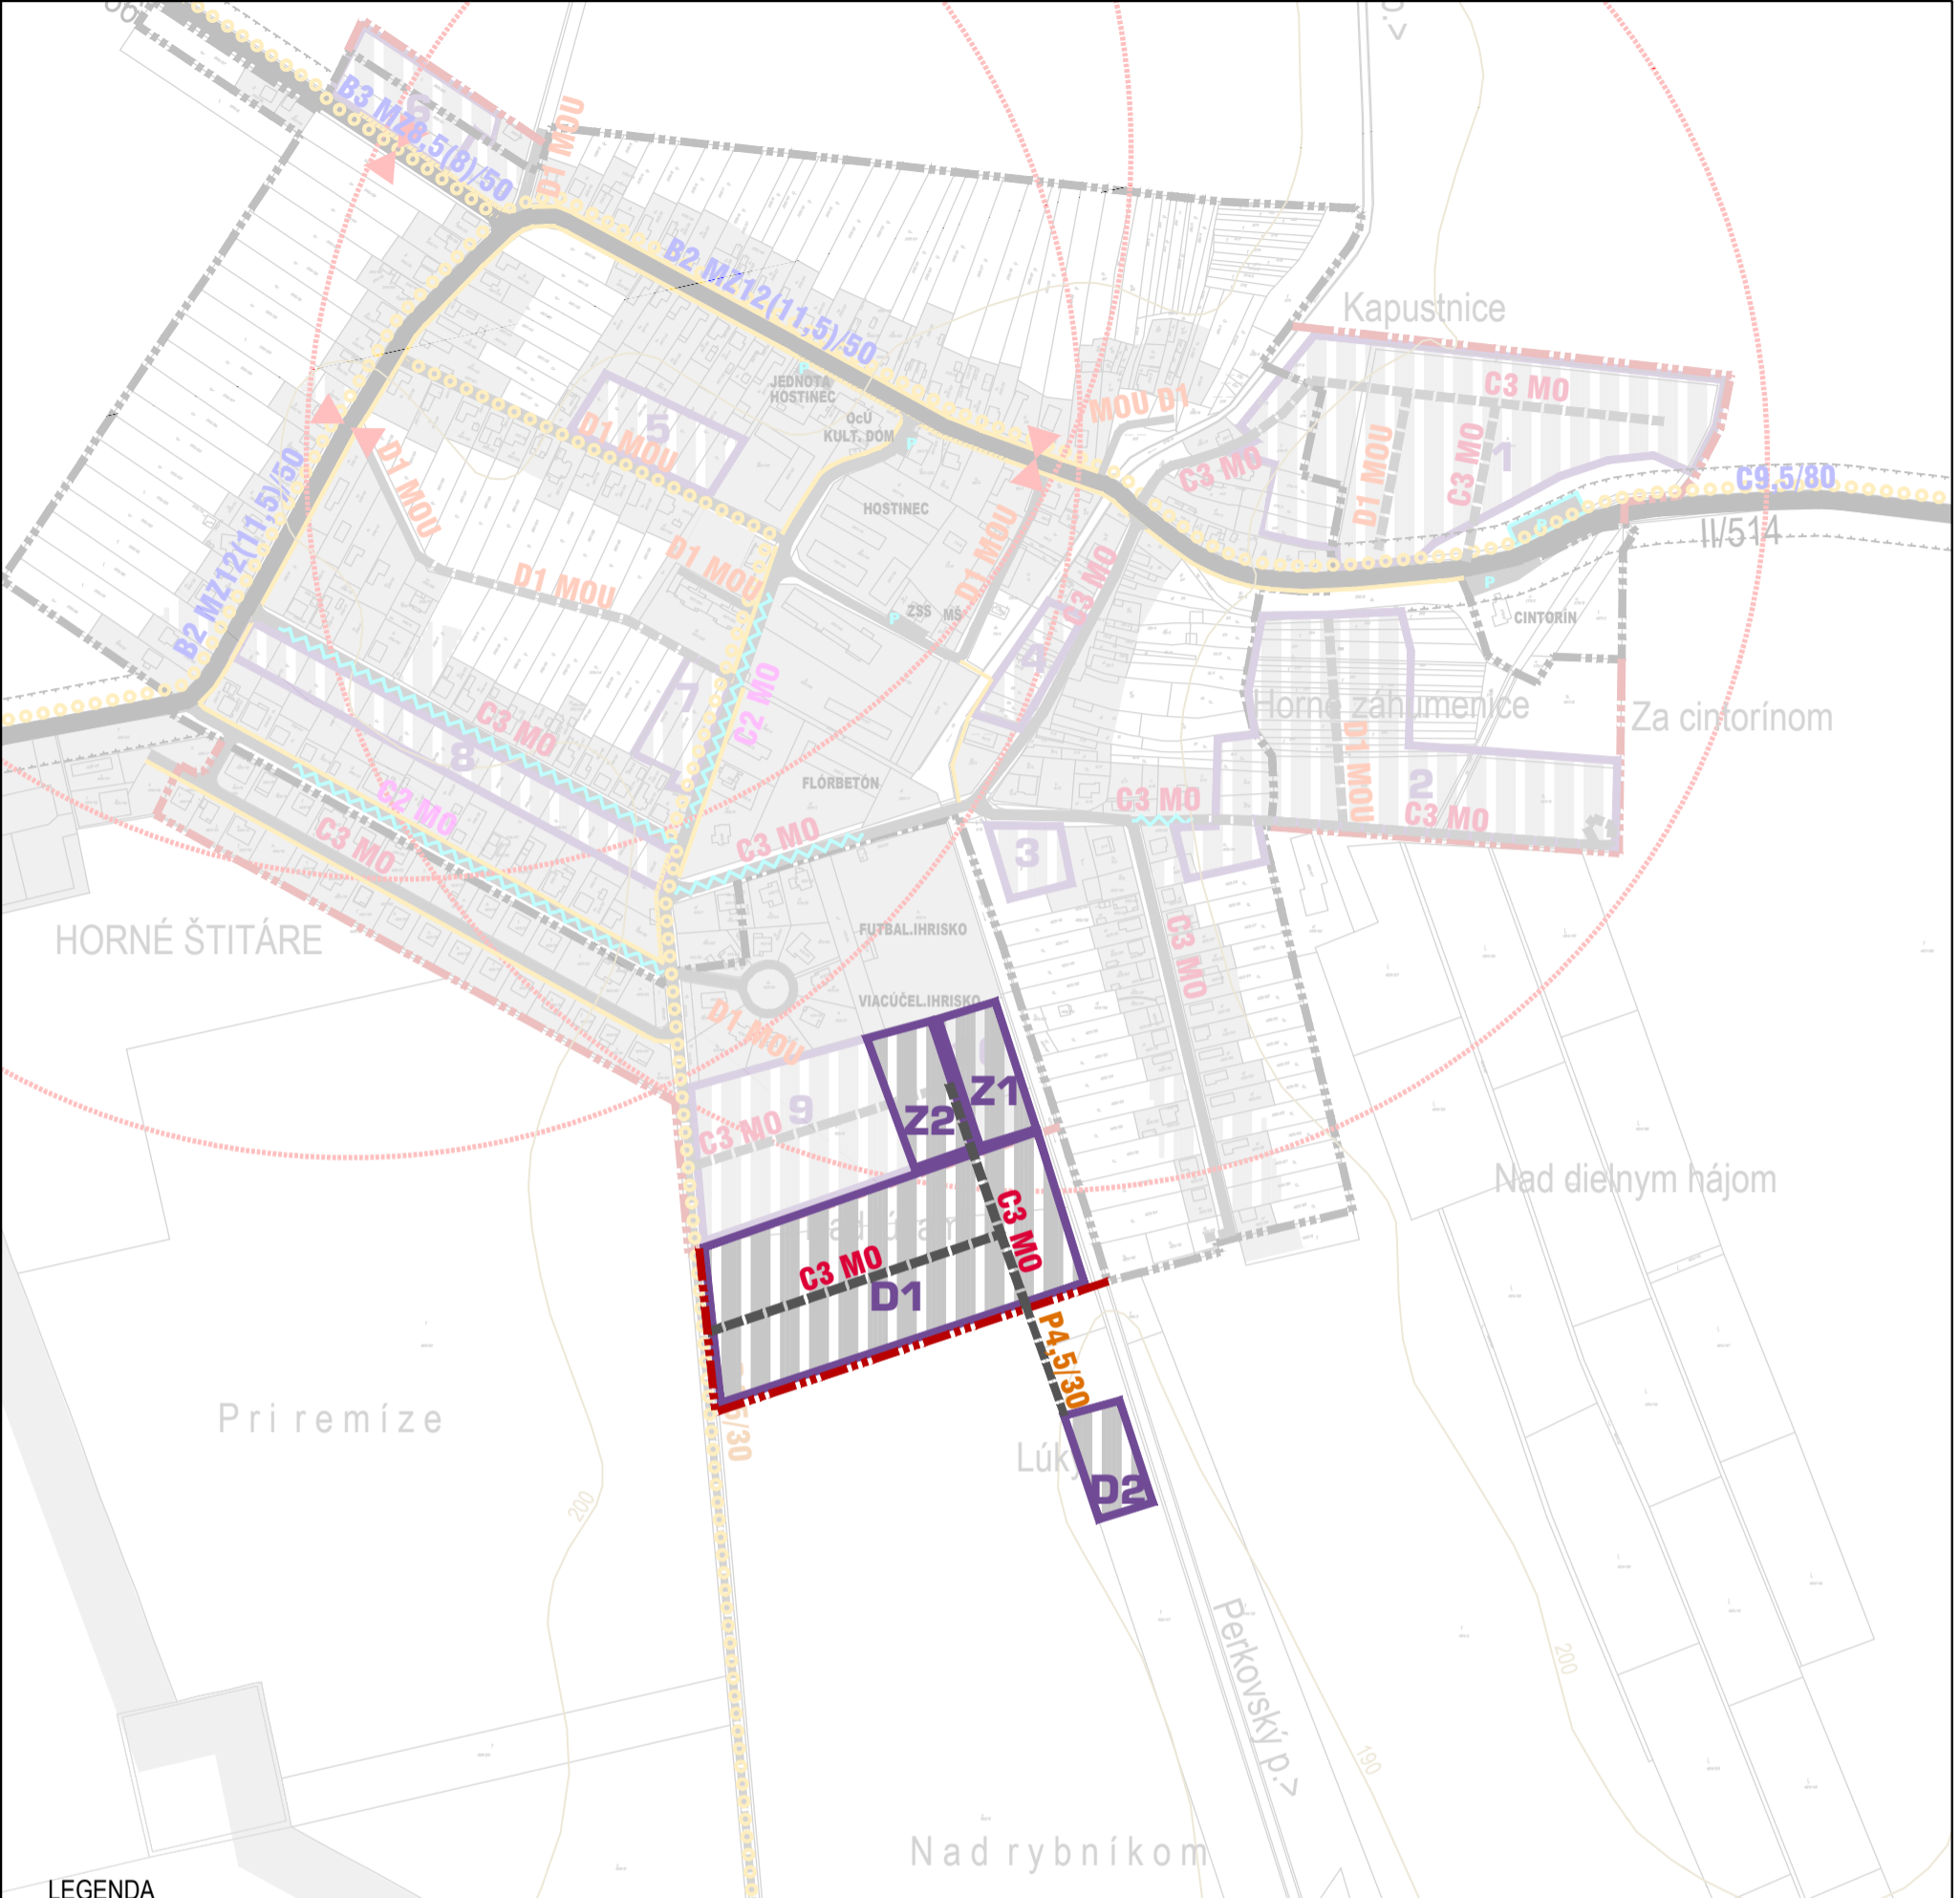 B3 MZ8,5(8)/50
6
D1 MOU
B2 MZ12(11,5)/50
Kapustnice
P
JEDNOTA
HOSTINEC
OcÚ
KULT. DOM
P
MOU D1
C3 MO
C3 MO
D1 MOU
C3 MO
1
5
D1 MOU
D1 MOU
B2 MZ12(11,5)/50
C9.5/80
II/514
P
HOSTINEC
D1 MOU
D1 MOU
D1 MOU
C3 MO
P
ZŠS
MŠ
P
CINTORÍN
4
7
C2 MO
Horné záhumenice
Za cintorínom
D1 MOU
C3 MO
8
2
FLÓRBETÓN
C3 MO
C3 MO
C2 MO
C3 MO
C3 MO
3
HORNÉ ŠTITÁRE
FUTBAL.IHRISKO
C3 MO
VIACÚČEL.IHRISKO
D1 MOU
Z1
Z2
9
C3 MO
Nad dielnym hájom
C3 MO
C3 MO
D1
P4,5/30
Pri remíze
5/30
Lúky
D2
200
Perkovský p.>
200
190
Nad rybníkom
LEGENDA